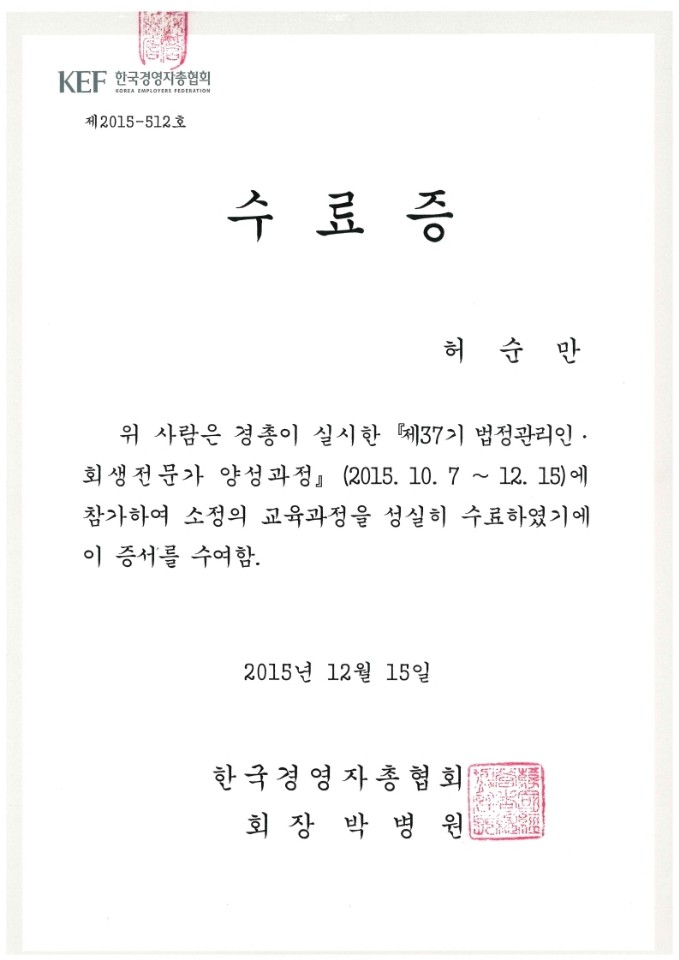 KEF 한국경영자총협회
KOREA EMPLOYERS FEDERATION
제2015-512호
수 료 증
허 순 만
위 사람은 경총이 실시한 『제37기 법정관리인·
회생전문가 양성과정』 (2015. 10. 7 ~ 12. 15)에
참가하여 소정의 교육과정을 성실히 수료하였기에
이 증서를 수여함.
2015년 12월 15일
한국경영자총협회
회 장 박 병 원